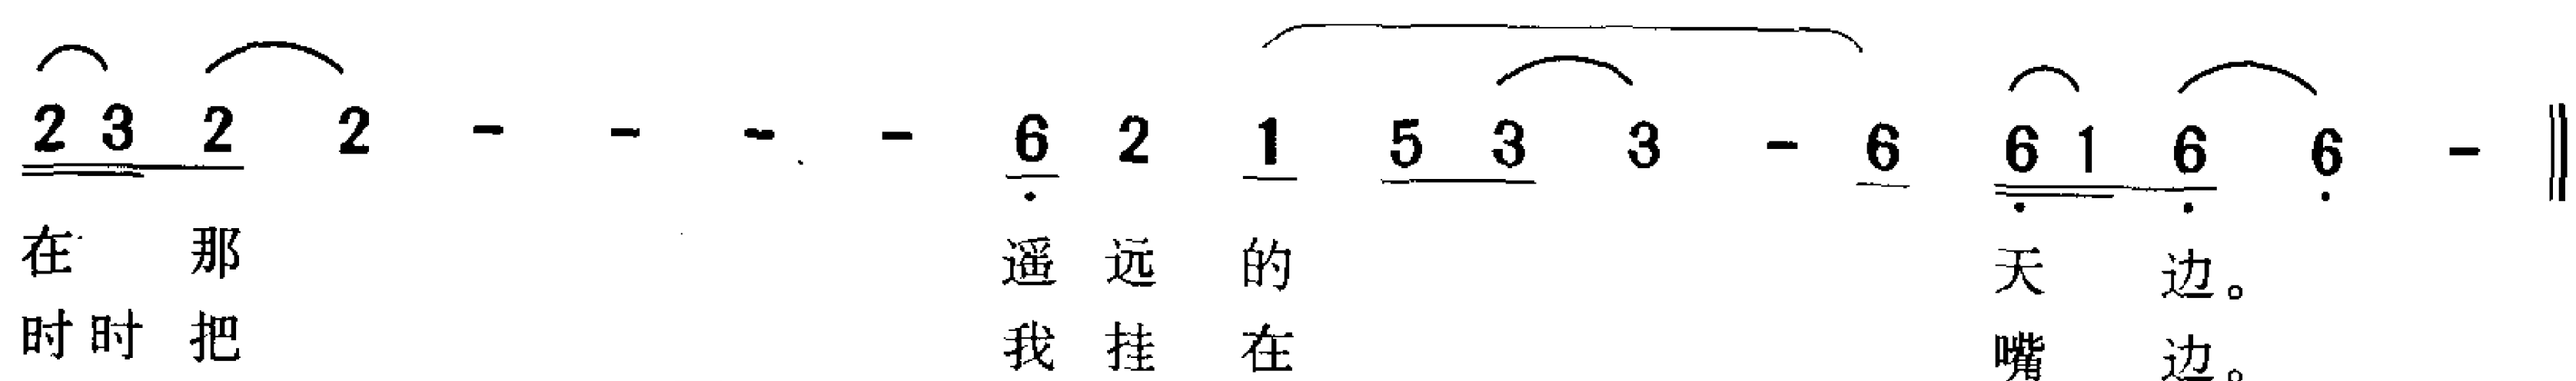 2 3 2 2 - - - - 6 2 1 5 3 3 - 6 6 1 6 6 - ‖
在 那 遥 远 的 天 边。
时 时 把 我 挂 在 嘴 边。